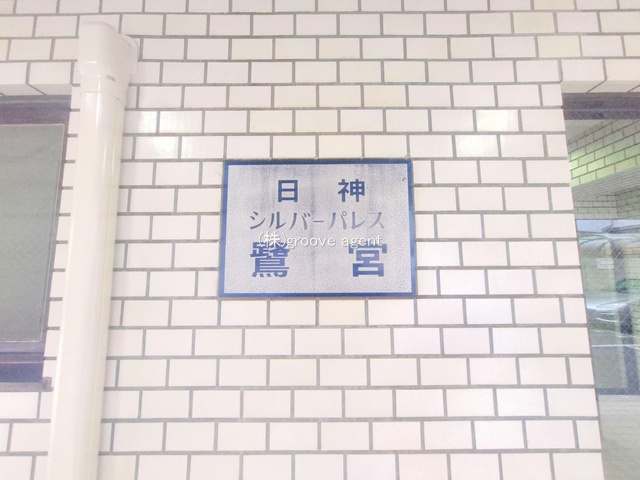 日神
シルバーパレス
(株)groove agent
鷺宮